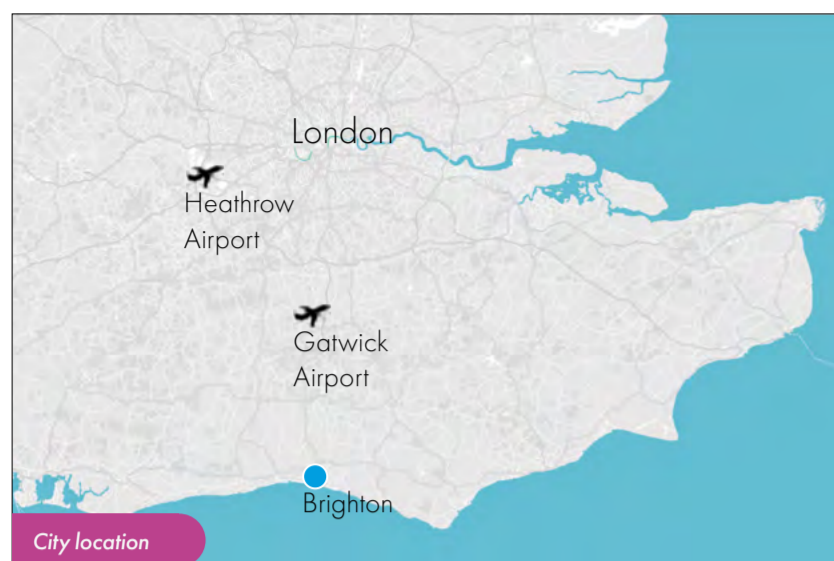 London
Heathrow
Airport
Gatwick
Airport
Brighton
City location